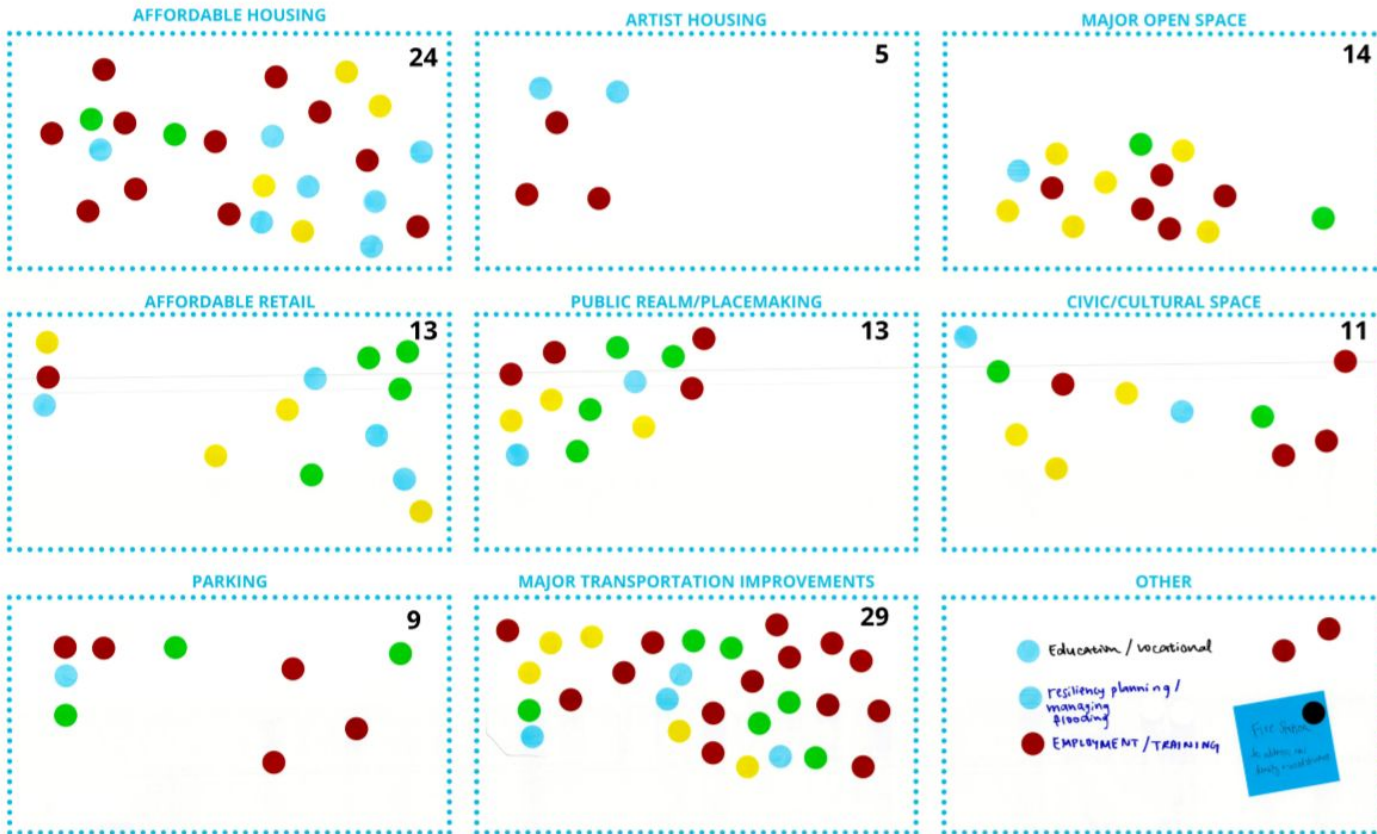 AFFORDABLE HOUSING
24
ARTIST HOUSING
5
MAJOR OPEN SPACE
14
AFFORDABLE RETAIL
13
PUBLIC REALM/PLACEMAKING
13
CIVIC/CULTURAL SPACE
11
PARKING
9
MAJOR TRANSPORTATION IMPROVEMENTS
29
OTHER
Education / vocational
resiliency planning /
managing
flooding
EMPLOYMENT / TRAINING
Fire Station